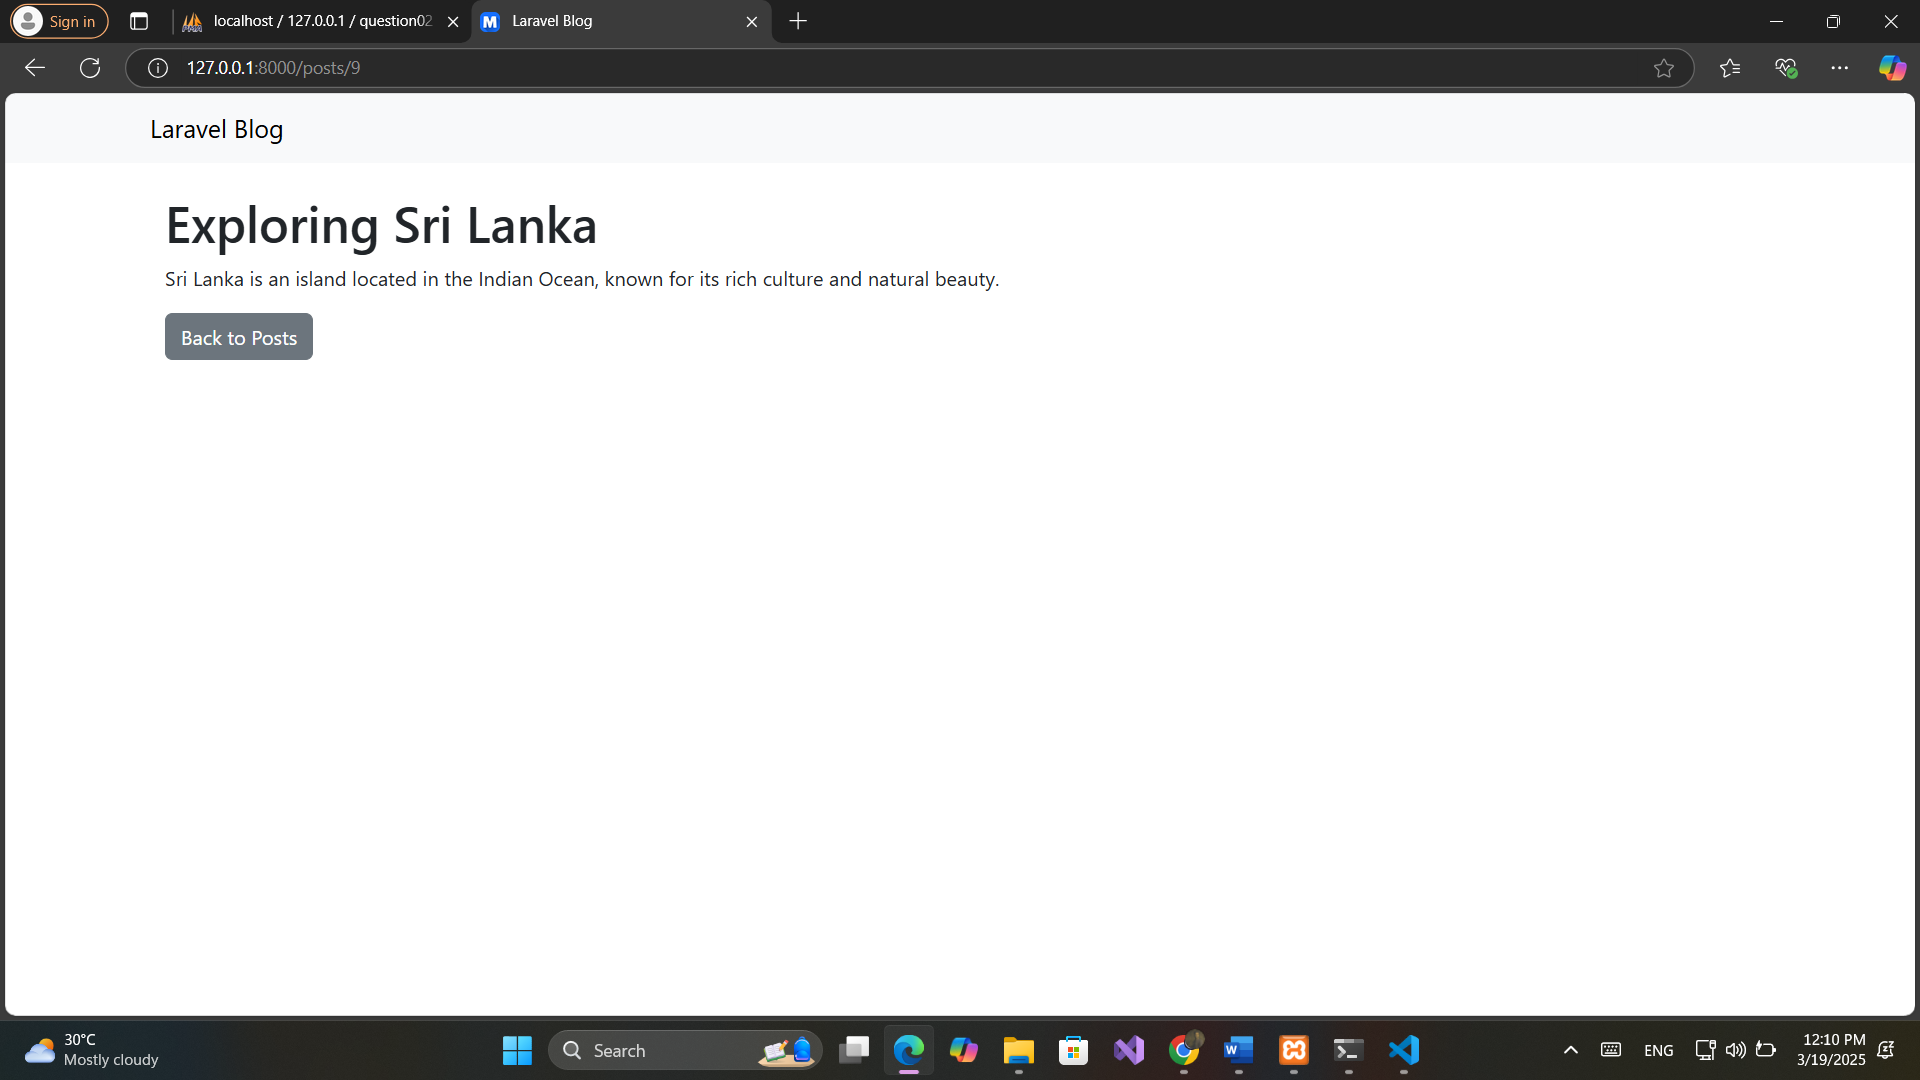 Sign in
localhost / 127.0.0.1 / question02
Laravel Blog
127.0.0.1:8000/posts/9
Laravel Blog
Exploring Sri Lanka
Sri Lanka is an island located in the Indian Ocean, known for its rich culture and natural beauty.
Back to Posts
30°C
Mostly cloudy
Search
ENG
12:10 PM
3/19/2025